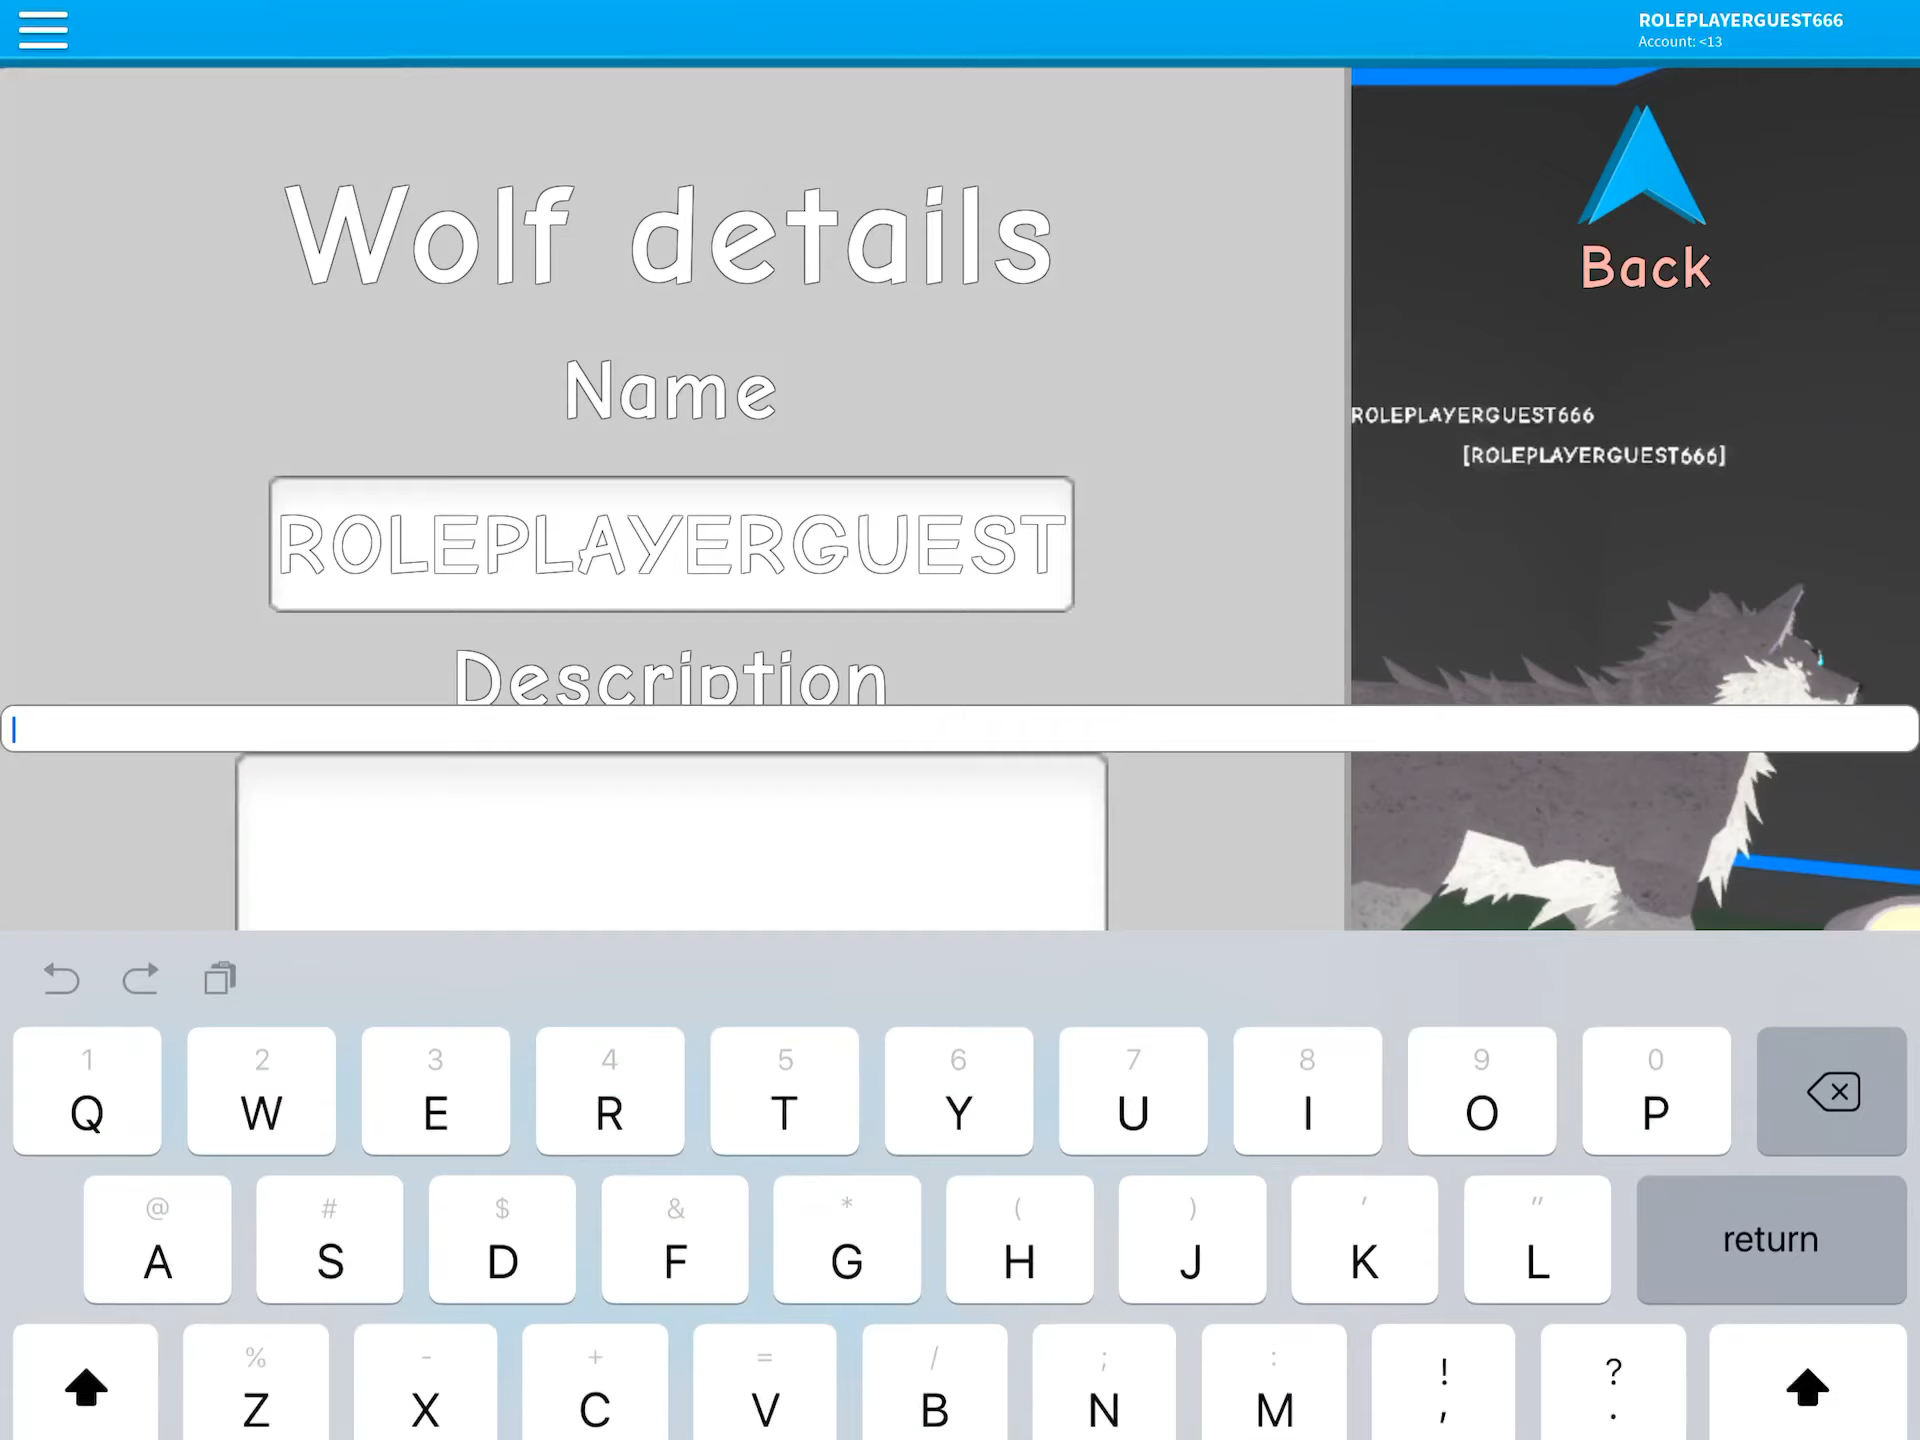 ROLEPLAYERGUEST666
Account: <13
Wolf details
Back
Name
ROLEPLAYERGUEST666
[ROLEPLAYERGUEST666]
ROLEPLAYERGUEST
Description
1 2 3 4 5 6 7 8 9 0
Q W E R T Y U I O P
@ # $ & * ( ) ' "
A S D F G H J K L return
% - + = / ; : ! ?
Z X C V B N M , .